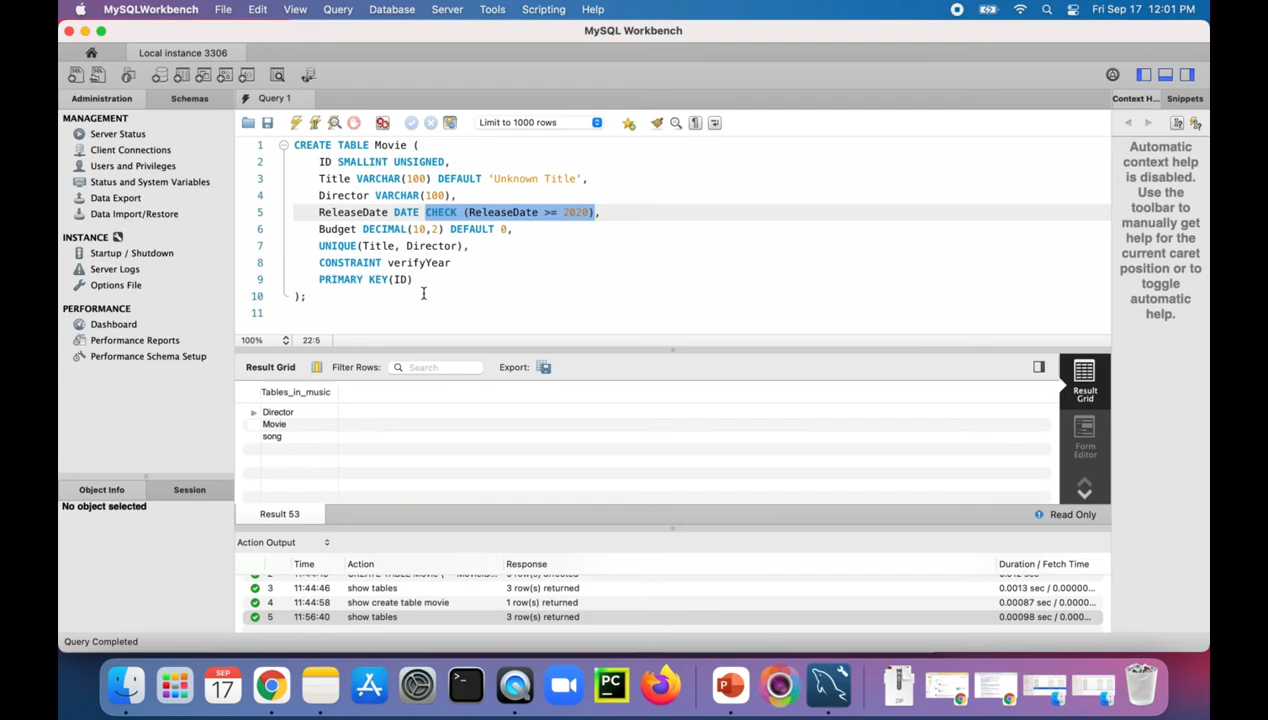 MySQLWorkbench File Edit View Query Database Server Tools Scripting Help Fri Sep 17 12:01 PM
MySQL Workbench
Local instance 3306
Administration Schemas Query 1 Context H... Snippets
MANAGEMENT
Server Status
Client Connections
Users and Privileges
Status and System Variables
Data Export
Data Import/Restore
INSTANCE
Startup / Shutdown
Server Logs
Options File
PERFORMANCE
Dashboard
Performance Reports
Performance Schema Setup
Object Info Session
No object selected
Limit to 1000 rows
1 CREATE TABLE Movie (
2 ID SMALLINT UNSIGNED,
3 Title VARCHAR(100) DEFAULT 'Unknown Title',
4 Director VARCHAR(100),
5 ReleaseDate DATE CHECK (ReleaseDate >= 2020),
6 Budget DECIMAL(10,2) DEFAULT 0,
7 UNIQUE(Title, Director),
8 CONSTRAINT verifyYear
9 PRIMARY KEY(ID)
10 );
11
100% 22:5
Result Grid Filter Rows: Search Export:
Tables_in_music
Director
Movie
song
Result 53 Read Only
Result
Grid
Form
Editor
Automatic
context help
is disabled.
Use the
toolbar to
manually get
help for the
current caret
position or to
toggle
automatic
help.
Action Output
Time Action Response Duration / Fetch Time
3 11:44:46 show tables 3 row(s) returned 0.0013 sec / 0.00000...
4 11:44:58 show create table movie 1 row(s) returned 0.00087 sec / 0.0000...
5 11:56:40 show tables 3 row(s) returned 0.00098 sec / 0.000...
Query Completed
SEP
17
PC
ZIP